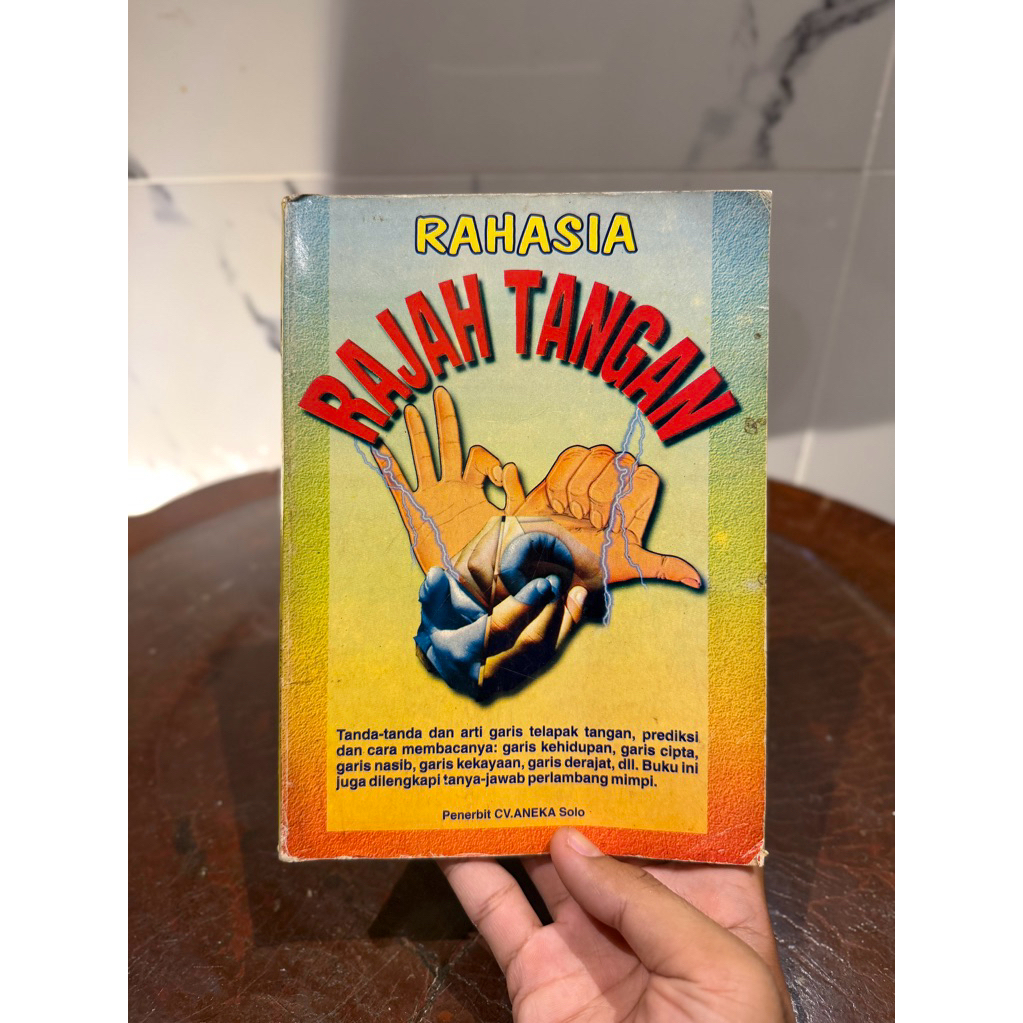 RAHASIA
RAJAH TANGAN
Tanda-tanda dan arti garis telapak tangan, prediksi
dan cara membacanya: garis kehidupan, garis cipta,
garis nasib, garis kekayaan, garis derajat, dll. Buku ini
juga dilengkapi tanya-jawab perlambang mimpi.
Penerbit CV.ANEKA Solo